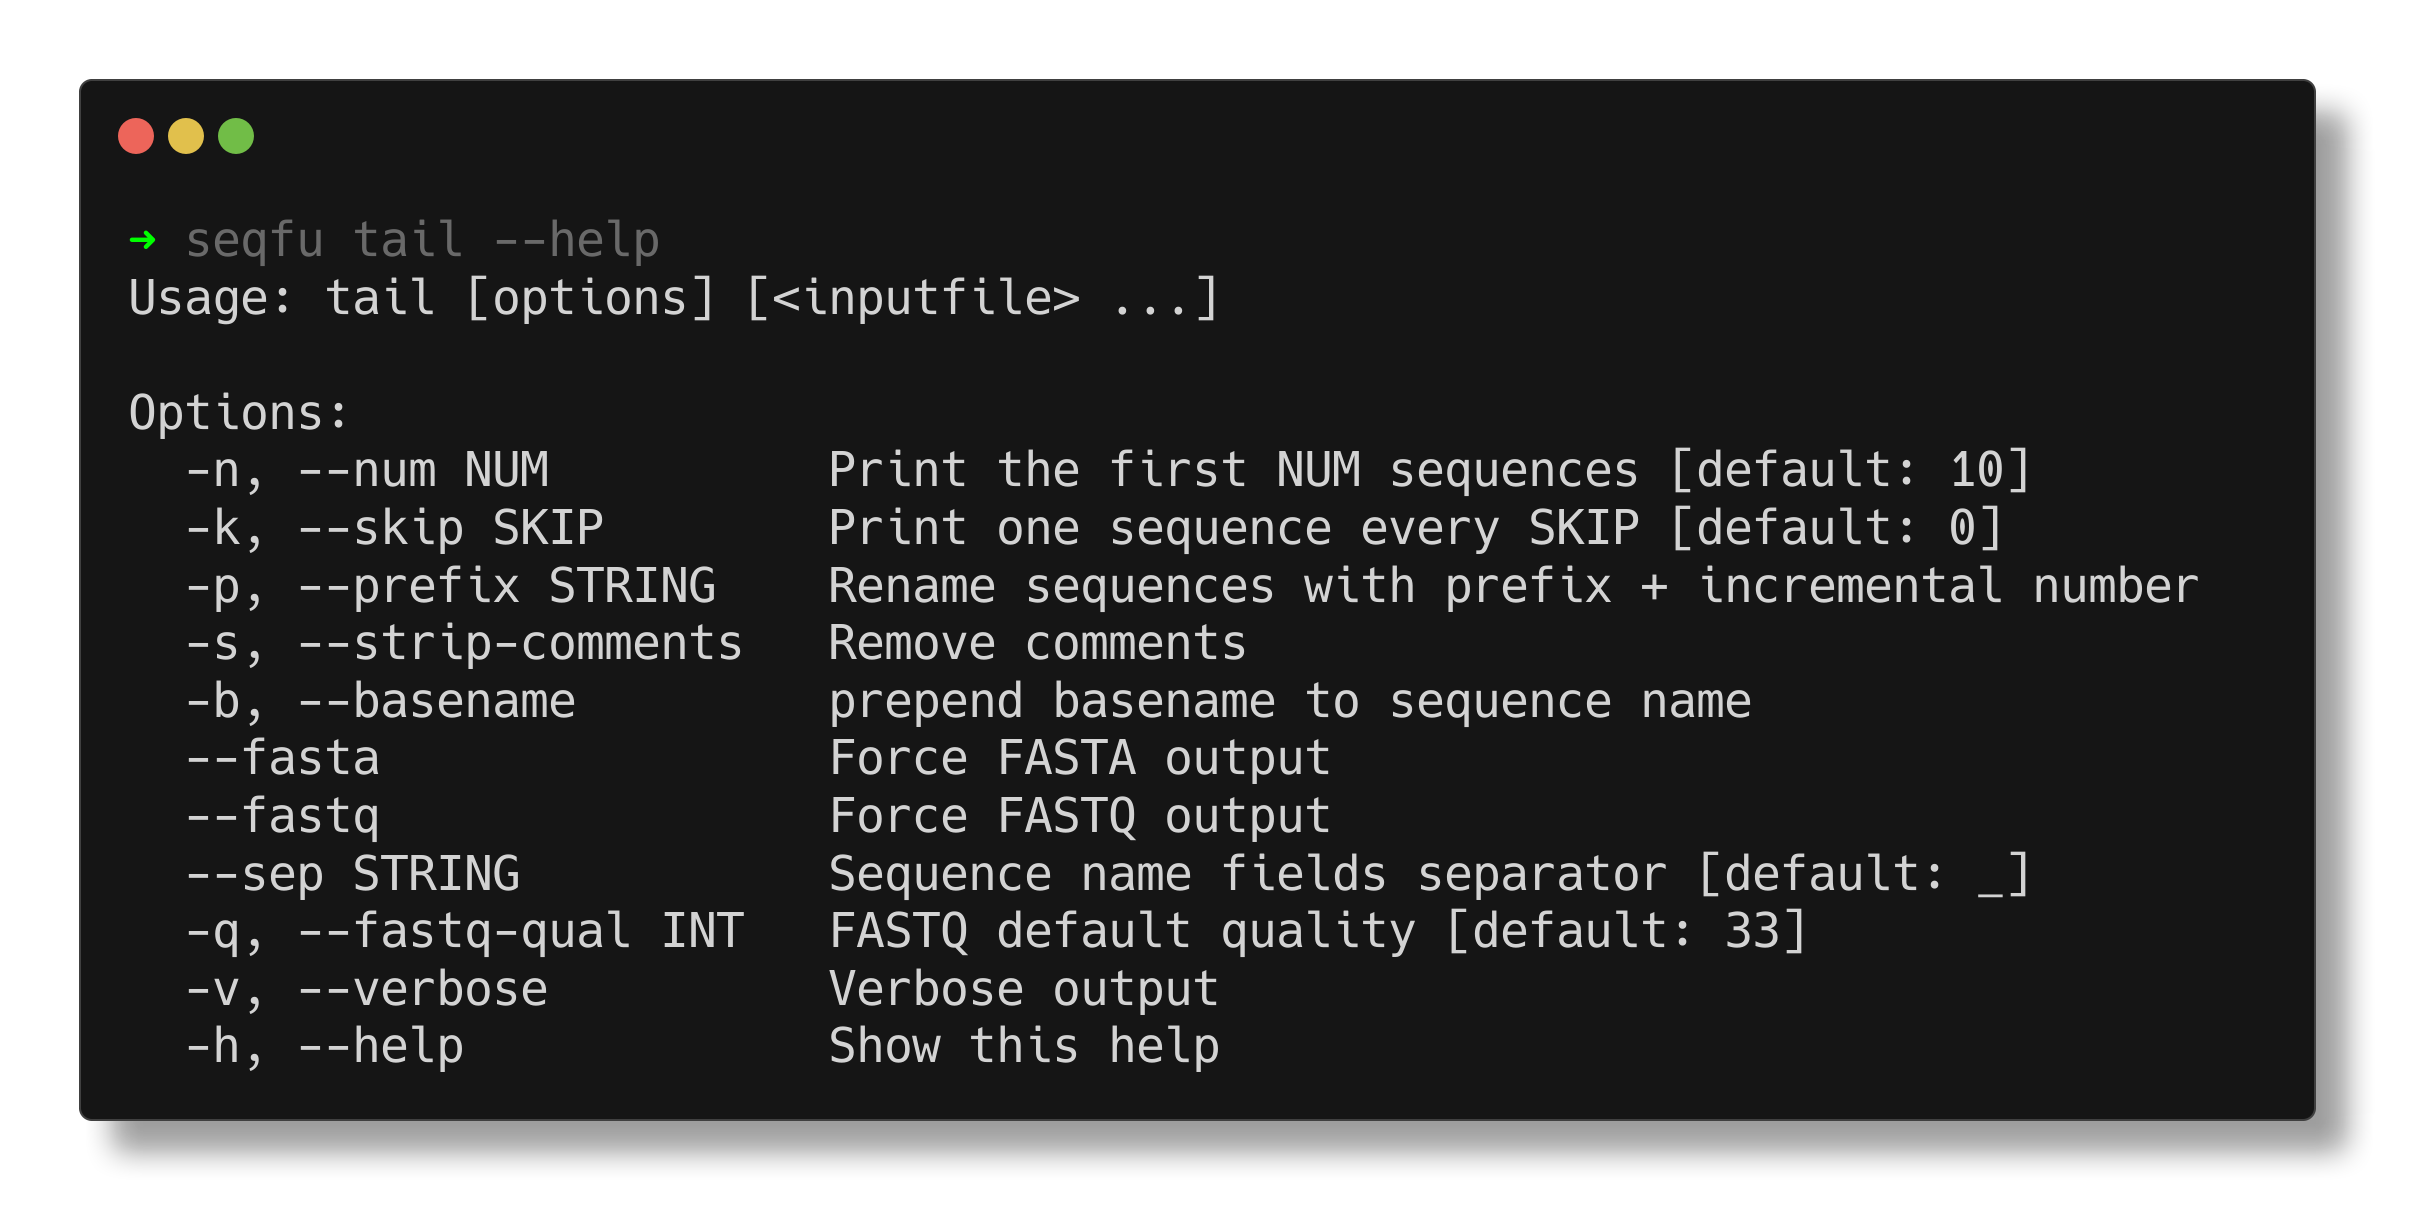 ➜ seqfu tail --help
Usage: tail [options] [<inputfile> ...]

Options:
  -n, --num NUM          Print the first NUM sequences [default: 10]
  -k, --skip SKIP        Print one sequence every SKIP [default: 0]
  -p, --prefix STRING    Rename sequences with prefix + incremental number
  -s, --strip-comments   Remove comments
  -b, --basename         prepend basename to sequence name
  --fasta                Force FASTA output
  --fastq                Force FASTQ output
  --sep STRING           Sequence name fields separator [default: _]
  -q, --fastq-qual INT   FASTQ default quality [default: 33]
  -v, --verbose          Verbose output
  -h, --help             Show this help